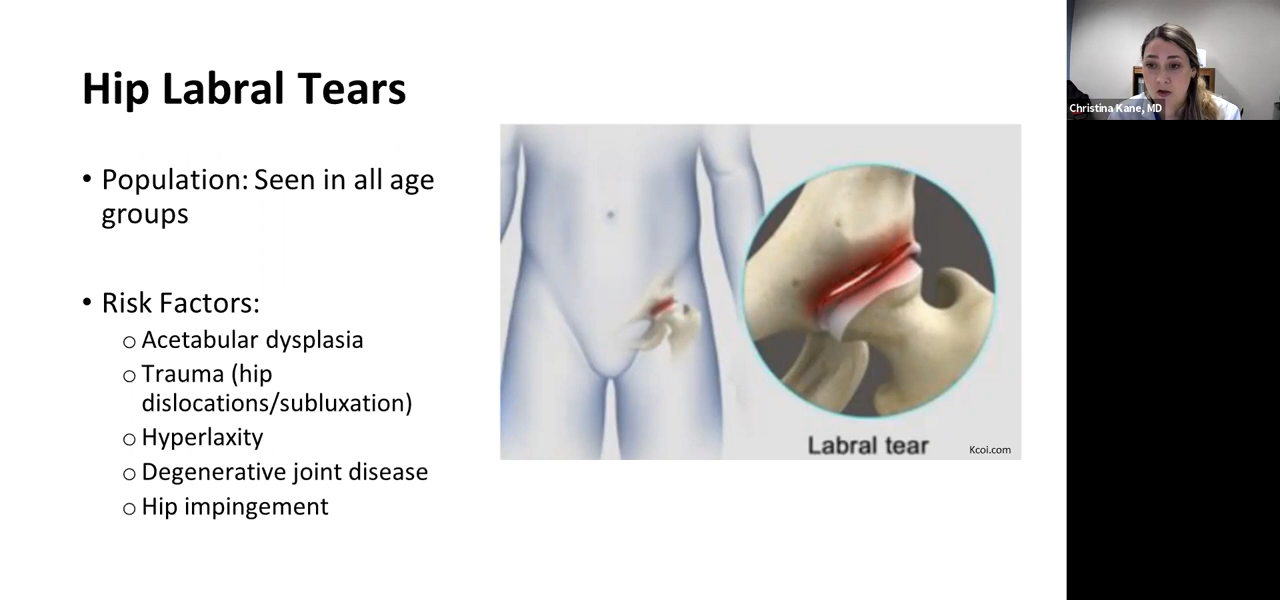 Hip Labral Tears
• Population: Seen in all age
groups
• Risk Factors:
o Acetabular dysplasia
o Trauma (hip
dislocations/subluxation)
o Hyperlaxity
o Degenerative joint disease
o Hip impingement
Labral tear
Kcoi.com
Christina Kane, MD